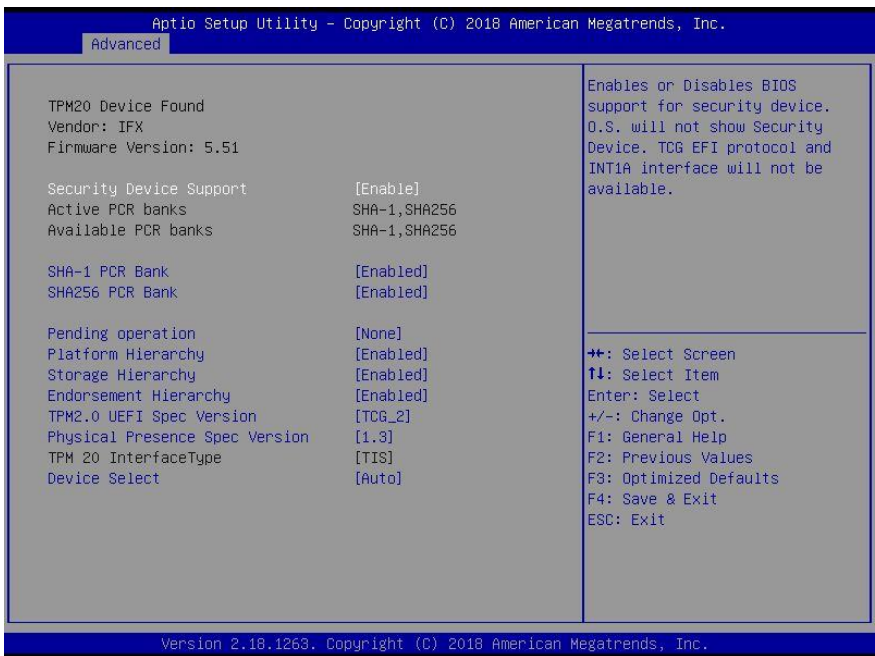 Aptio Setup Utility – Copyright (C) 2018 American Megatrends, Inc.
Advanced
TPM20 Device Found
Vendor: IFX
Firmware Version: 5.51
Security Device Support [Enable]
Active PCR banks SHA-1,SHA256
Available PCR banks SHA-1,SHA256
SHA-1 PCR Bank [Enabled]
SHA256 PCR Bank [Enabled]
Pending operation [None]
Platform Hierarchy [Enabled]
Storage Hierarchy [Enabled]
Endorsement Hierarchy [Enabled]
TPM2.0 UEFI Spec Version [TCG_2]
Physical Presence Spec Version [1.3]
TPM 20 InterfaceType [TIS]
Device Select [Auto]
Enables or Disables BIOS
support for security device.
O.S. will not show Security
Device. TCG EFI protocol and
INT1A interface will not be
available.
→←: Select Screen
↑↓: Select Item
Enter: Select
+/-: Change Opt.
F1: General Help
F2: Previous Values
F3: Optimized Defaults
F4: Save & Exit
ESC: Exit
Version 2.18.1263. Copyright (C) 2018 American Megatrends, Inc.